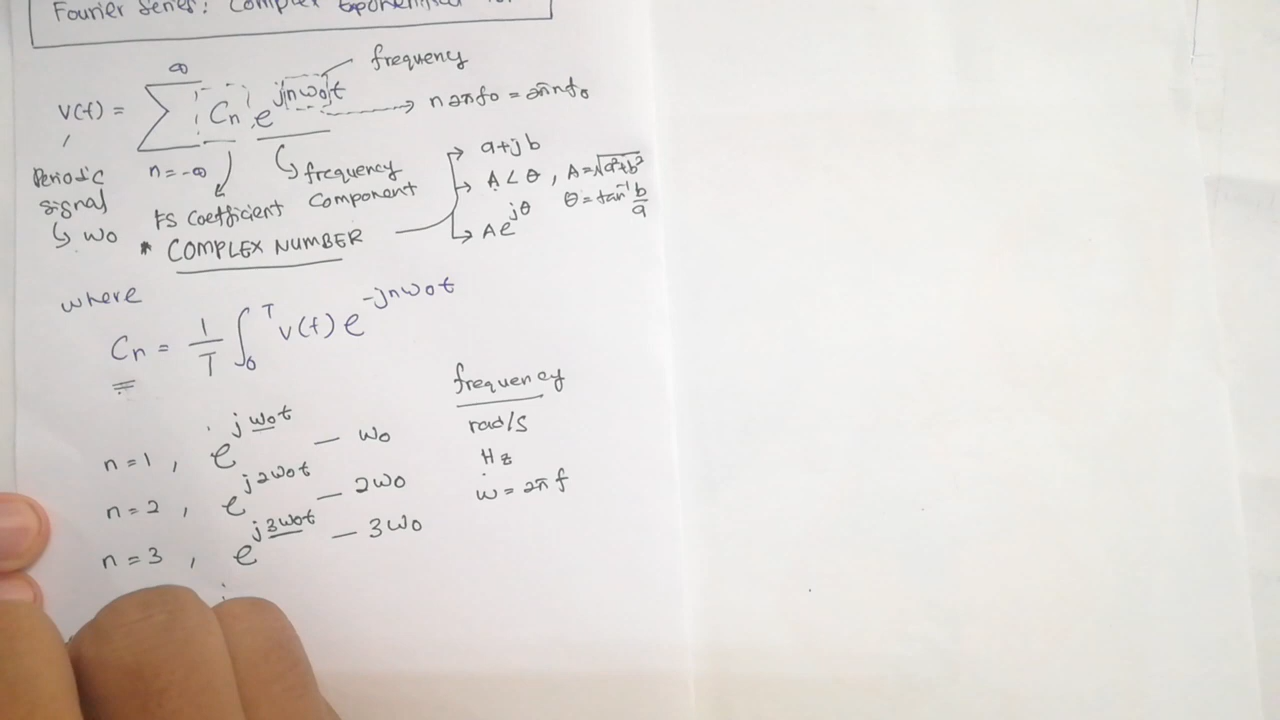 Fourier Series: Complex Exponential
v(t) = ∞ Σ n=-∞ Cn e^jnω0t
frequency
n2πf0 = 2πnf0
Periodic signal
↳ ω0
FS Coefficient
↳ frequency component
* COMPLEX NUMBER
→ a+jb
→ A∠θ , A=√a²+b²
θ = tan⁻¹ b/a
↳ Ae^jθ
where
Cn = 1/T ∫0^T v(t) e^-jnω0t
frequency
rad/s
Hz
ω = 2πf
n=1 , e^jω0t — ω0
n=2 , e^j2ω0t — 2ω0
n=3 , e^j3ω0t — 3ω0